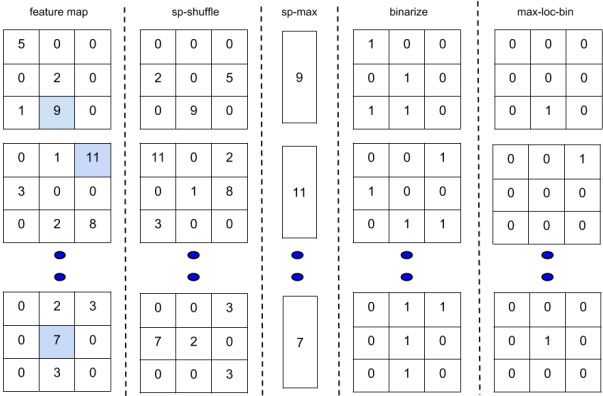 feature map sp-shuffle sp-max binarize max-loc-bin
5 0 0 0 0 0 1 0 0 0 0 0
0 2 0 2 0 5 9 0 1 0 0 0 0
1 9 0 0 9 0 1 1 0 0 1 0
0 1 11 11 0 2 0 0 1 0 0 1
3 0 0 0 1 8 11 1 0 0 0 0 0
0 2 8 3 0 0 0 1 1 0 0 0
0 2 3 0 0 3 0 1 1 0 0 0
0 7 0 7 2 0 7 0 1 0 0 1 0
0 3 0 0 0 3 0 1 0 0 0 0